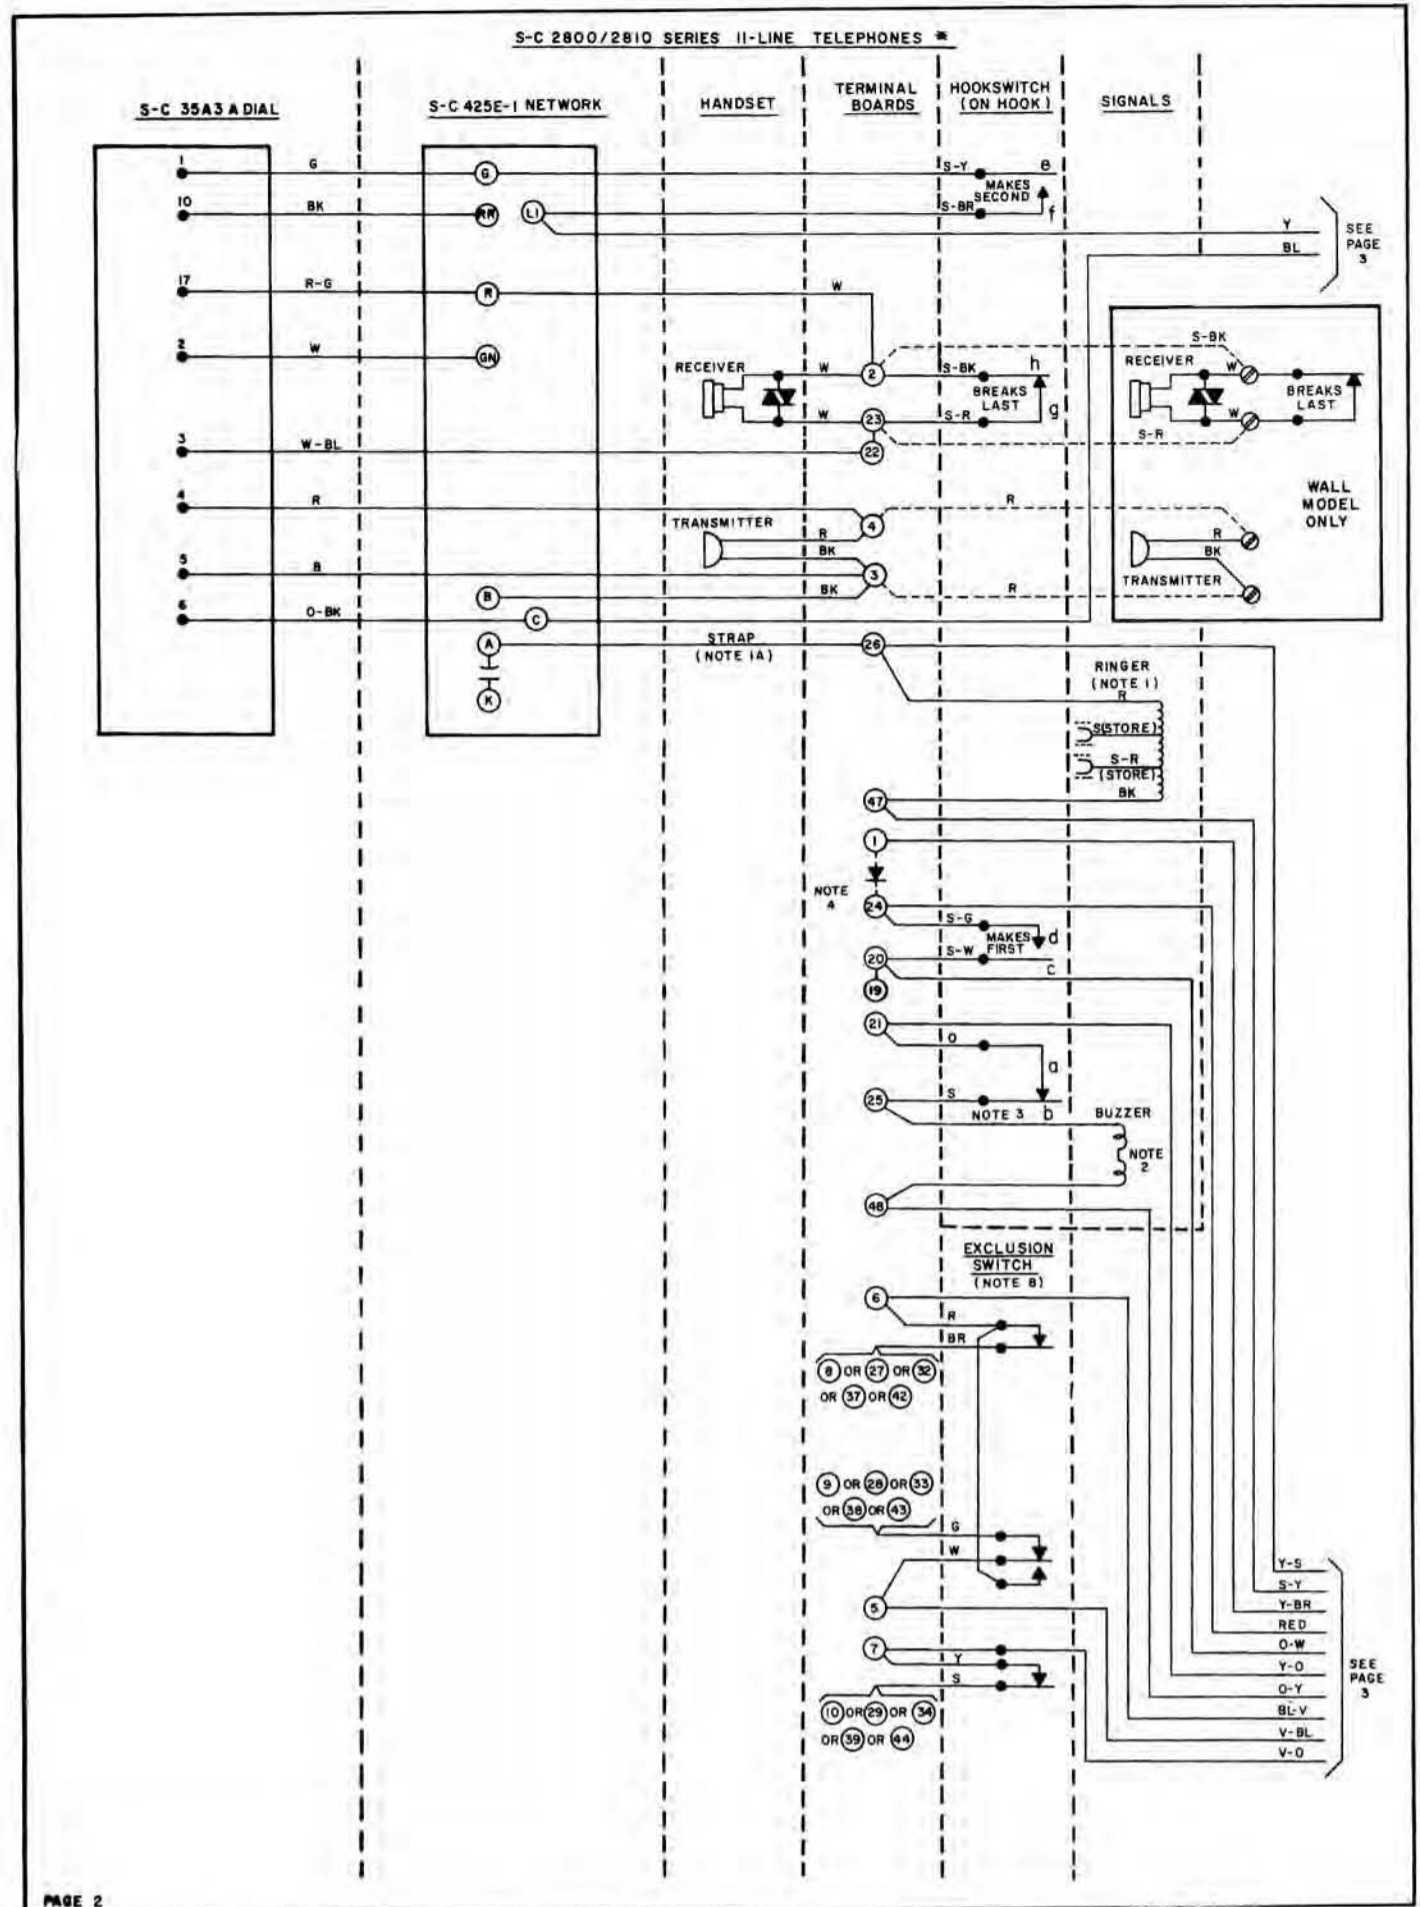 S-C 2800/2810 SERIES 11-LINE TELEPHONES *
S-C 35A3A DIAL
S-C 425E-1 NETWORK
HANDSET
TERMINAL
BOARDS
HOOKSWITCH
(ON HOOK)
SIGNALS
1
G
G
S-Y
e
MAKES
SECOND
10
BK
RR
L1
S-BR
f
Y
BL
SEE
PAGE
3
17
R-G
R
W
2
W
GN
S-BK
RECEIVER
W
2
S-BK
h
BREAKS
LAST
g
W
23
S-R
22
RECEIVER
W
BREAKS
LAST
W
S-R
3
W-BL
WALL
MODEL
ONLY
4
R
R
TRANSMITTER
R
4
BK
R
BK
TRANSMITTER
5
B
3
B
BK
R
6
O-BK
C
A
STRAP
(NOTE 1A)
26
K
RINGER
(NOTE 1)
R
S(STORE)
S-R
(STORE)
BK
47
1
NOTE
4
24
S-G
MAKES
FIRST
d
20
S-W
c
19
21
O
a
25
S
NOTE 3
b
BUZZER
NOTE
2
48
EXCLUSION
SWITCH
(NOTE 8)
6
R
BR
8 OR 27 OR 32
OR 37 OR 42
9 OR 28 OR 33
OR 38 OR 43
G
W
5
7
Y
S
10 OR 29 OR 34
OR 39 OR 44
Y-S
S-Y
Y-BR
RED
O-W
Y-O
O-Y
BL-V
V-BL
V-O
SEE
PAGE
3
PAGE 2